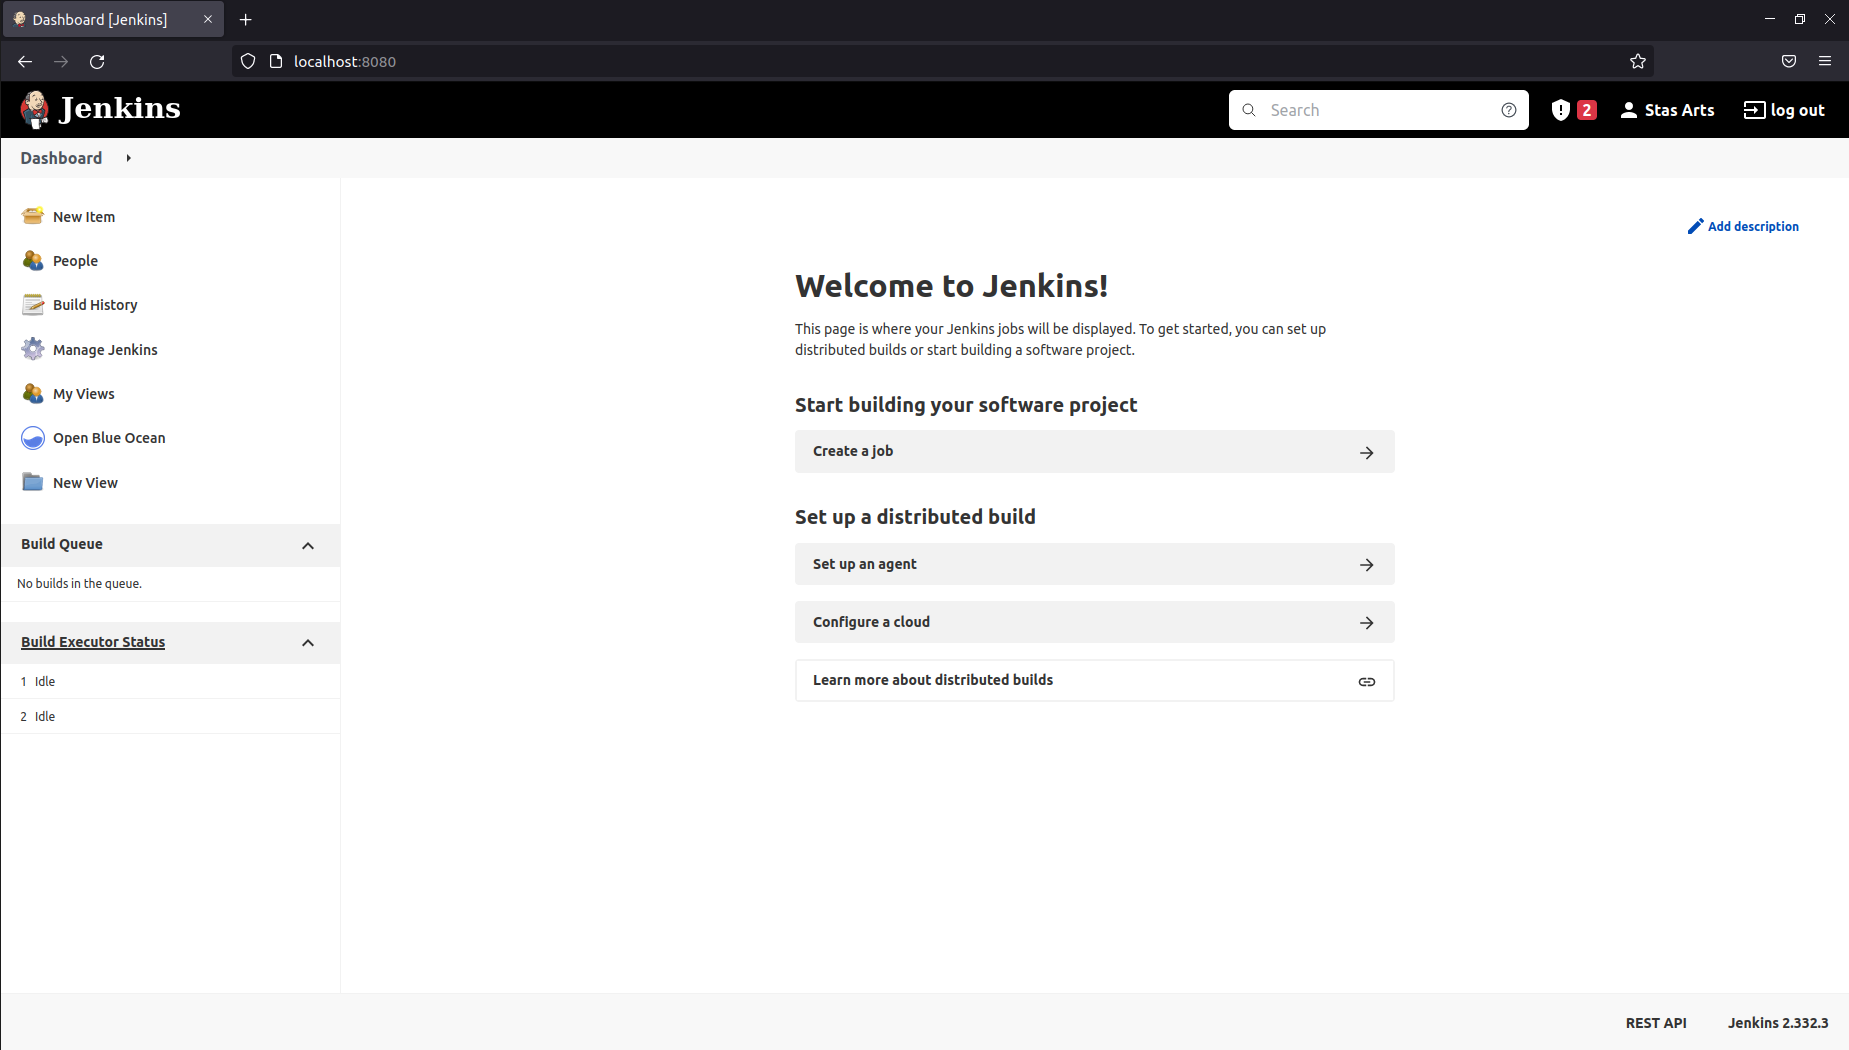 Dashboard [Jenkins]
localhost:8080
Jenkins
Search
2
Stas Arts
log out
Dashboard
New Item
People
Build History
Manage Jenkins
My Views
Open Blue Ocean
New View
Build Queue
No builds in the queue.
Build Executor Status
1 Idle
2 Idle
Add description
Welcome to Jenkins!
This page is where your Jenkins jobs will be displayed. To get started, you can set up
distributed builds or start building a software project.
Start building your software project
Create a job
Set up a distributed build
Set up an agent
Configure a cloud
Learn more about distributed builds
REST API
Jenkins 2.332.3